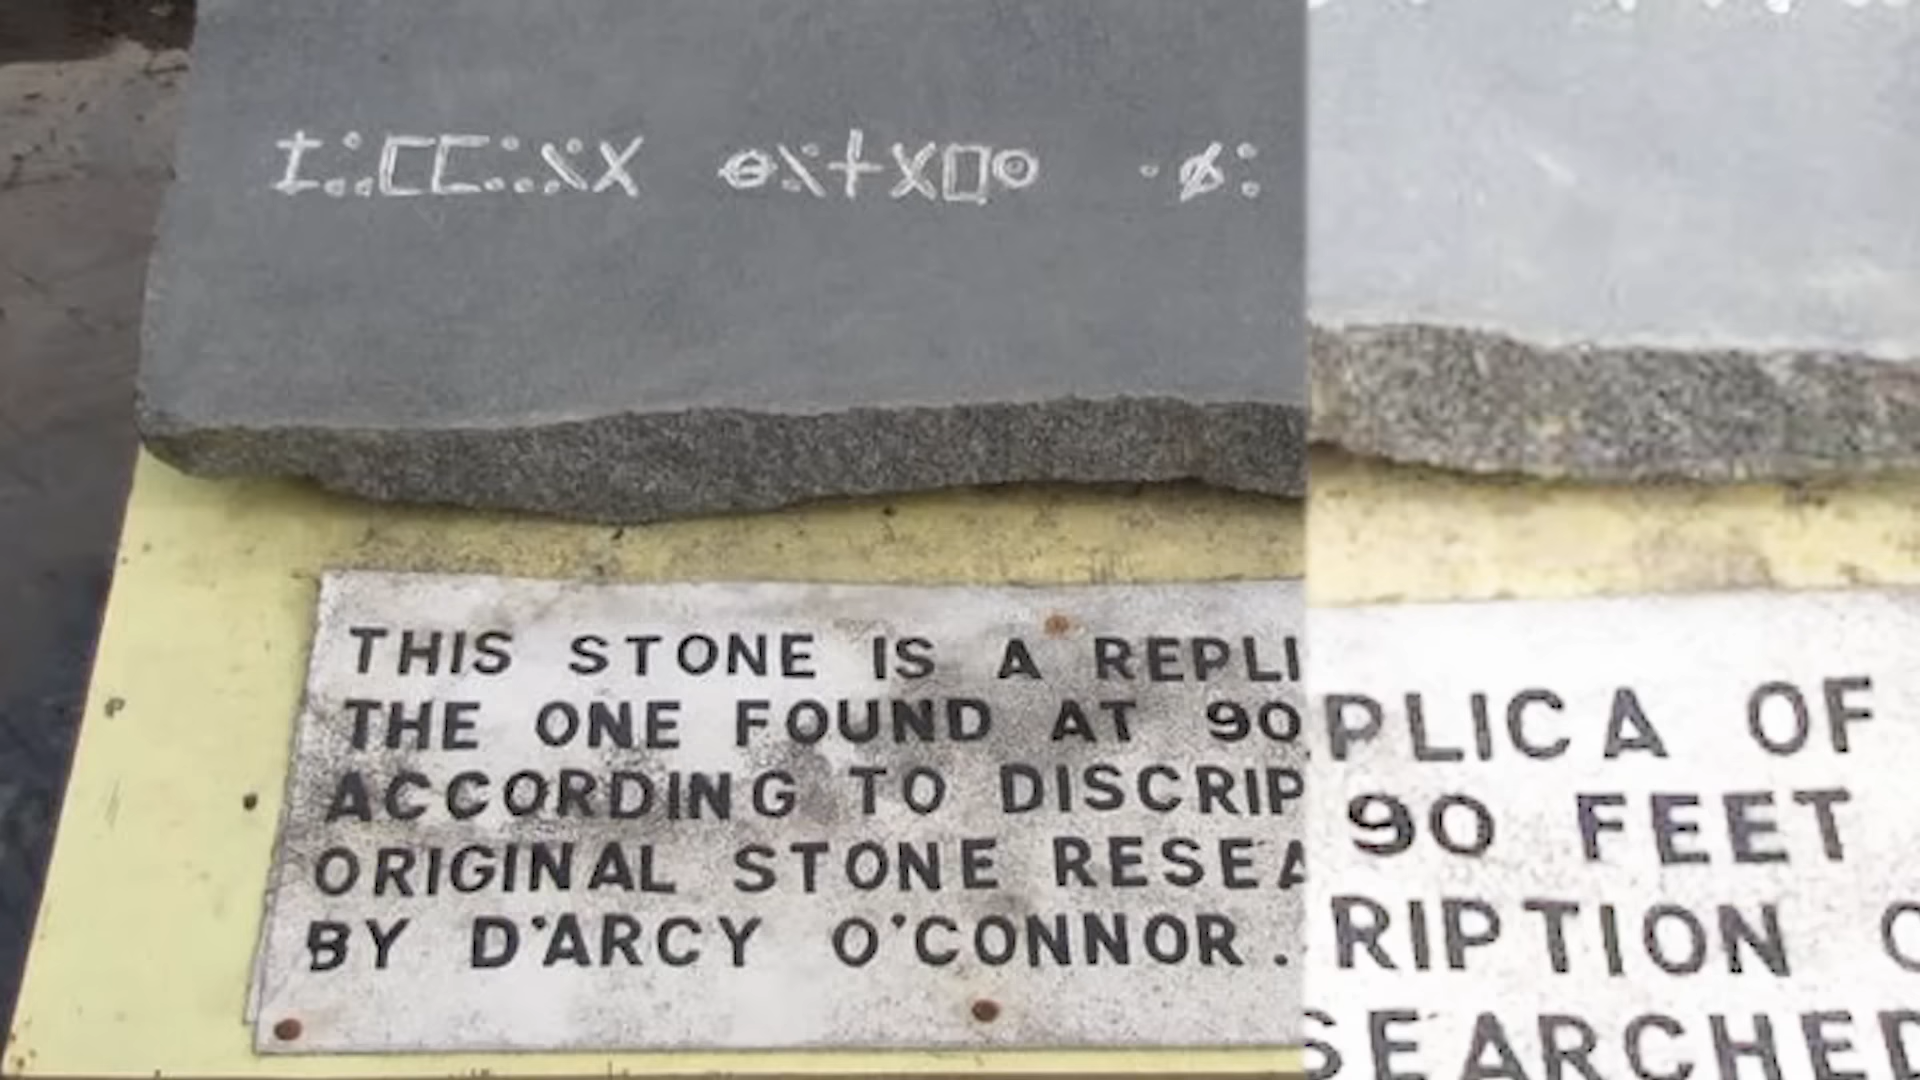 THIS STONE IS A REPLI
THE ONE FOUND AT 90
ACCORDING TO DISCRIP
ORIGINAL STONE RESEA
BY D'ARCY O'CONNOR.
PLICA OF
90 FEET
RIPTION
SEARCHED